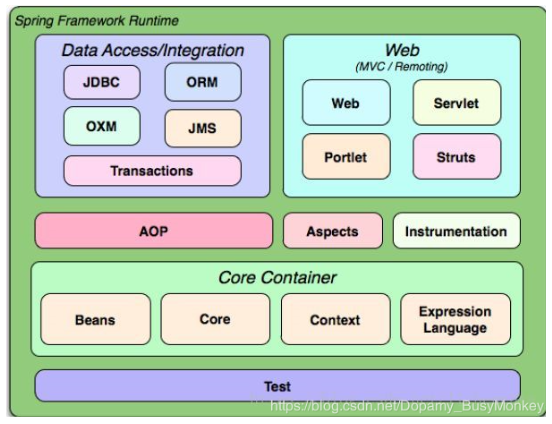 Spring Framework Runtime
Data Access/Integration
JDBC
ORM
OXM
JMS
Transactions
Web
(MVC / Remoting)
Web
Servlet
Portlet
Struts
AOP
Aspects
Instrumentation
Core Container
Beans
Core
Context
Expression
Language
Test
https://blog.csdn.net/Dopamy_BusyMonkey